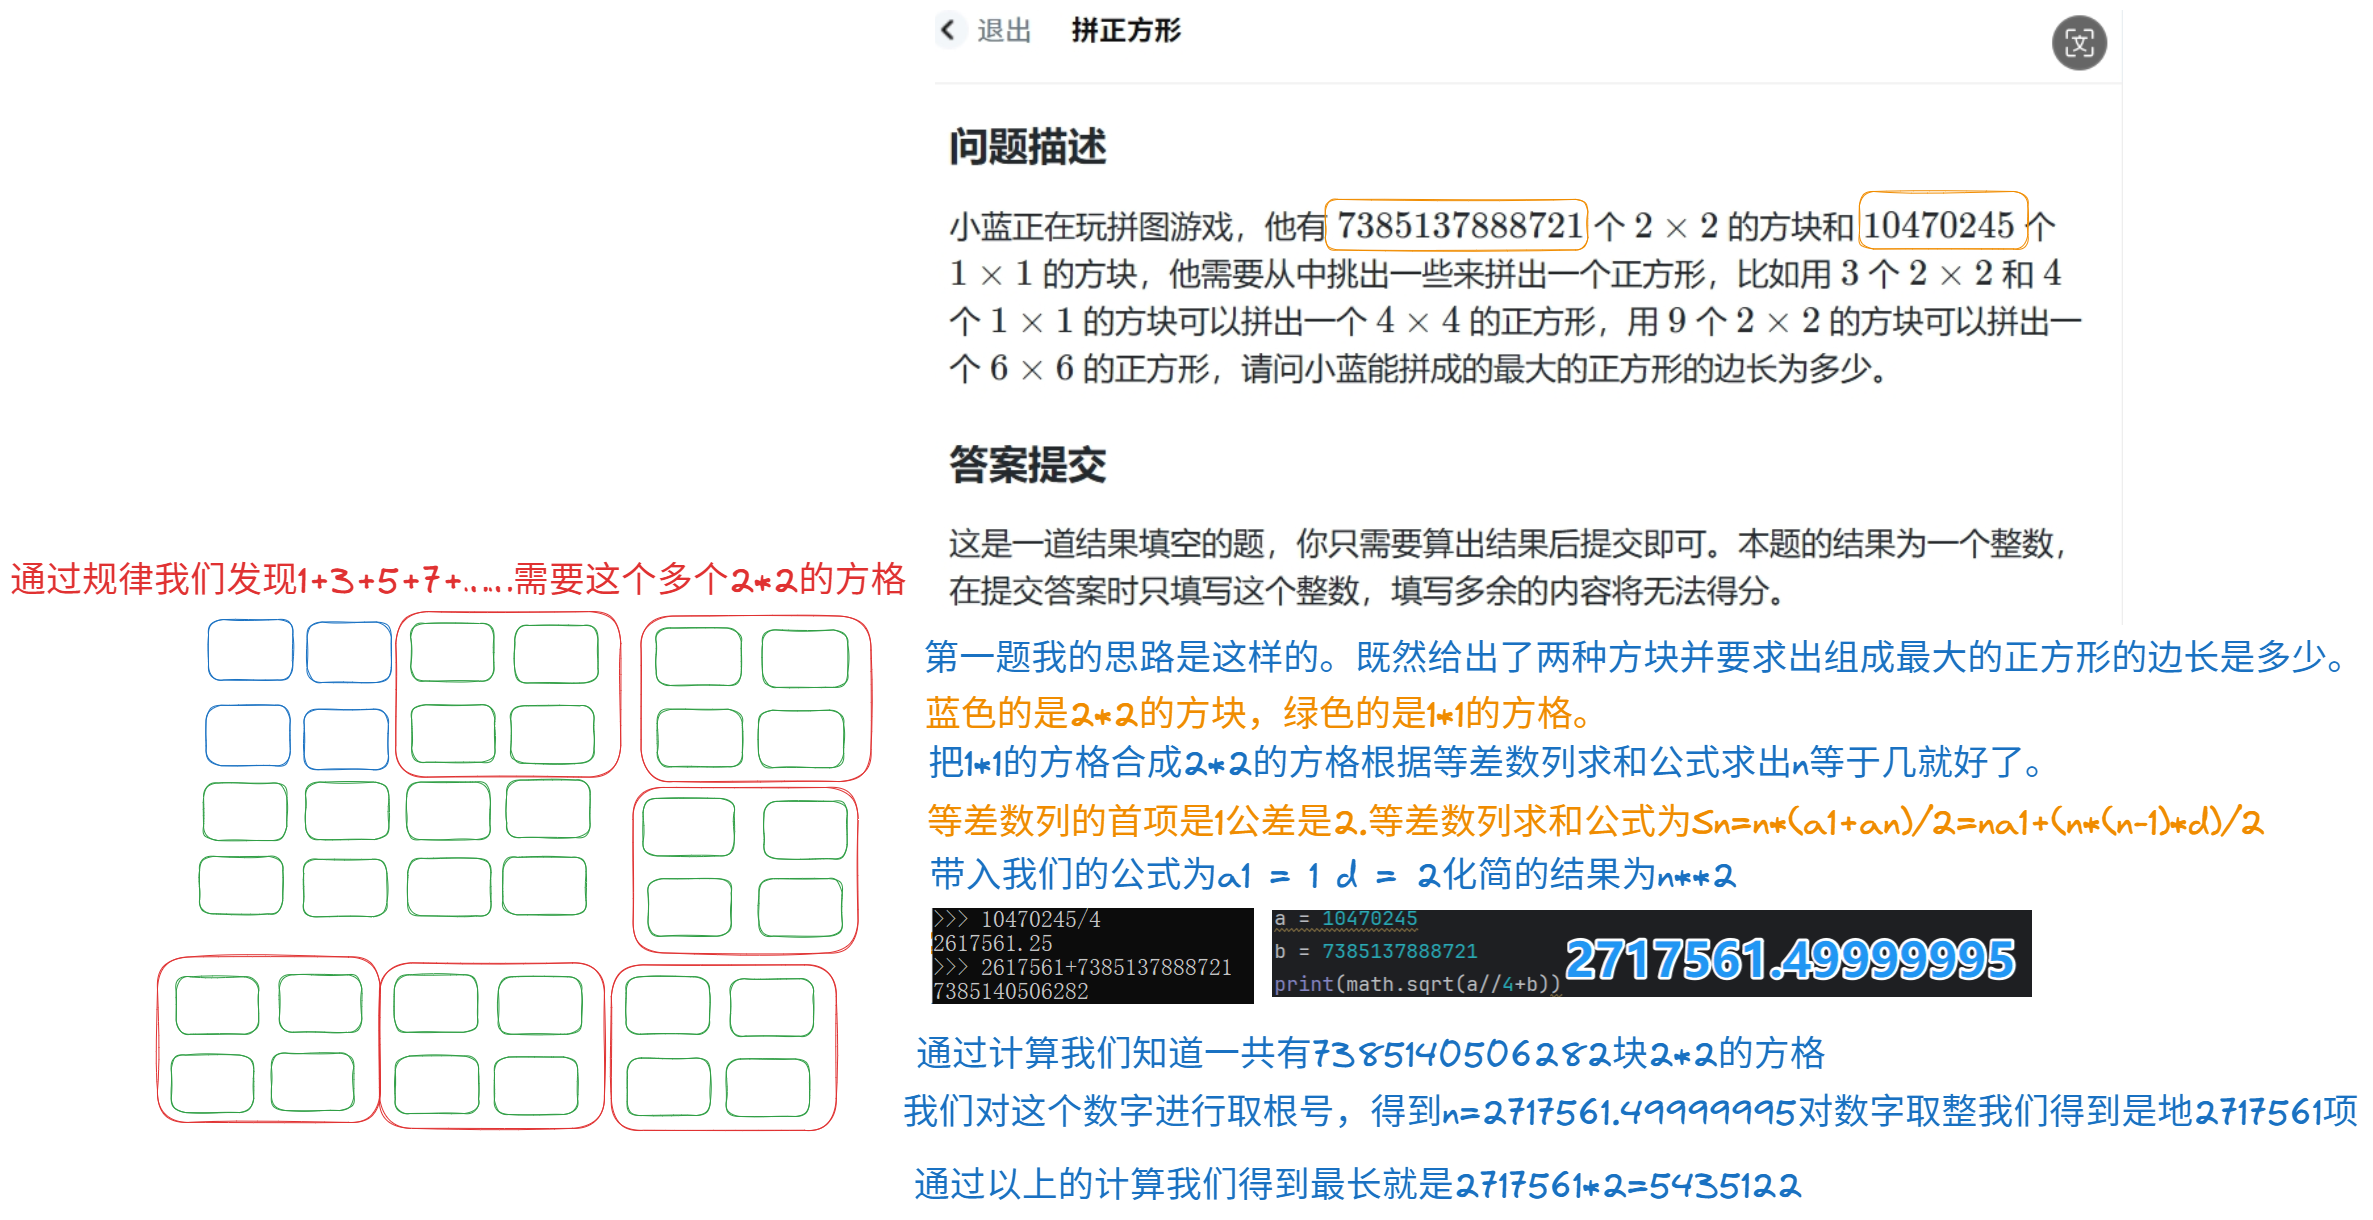 退出 拼正方形
问题描述
小蓝正在玩拼图游戏，他有 7385137888721 个 2 × 2 的方块和 10470245 个
1 × 1 的方块，他需要从中挑出一些来拼出一个正方形，比如用 3 个 2 × 2 和 4
个 1 × 1 的方块可以拼出一个 4 × 4 的正方形，用 9 个 2 × 2 的方块可以拼出一
个 6 × 6 的正方形，请问小蓝能拼成的最大的正方形的边长为多少。
答案提交
这是一道结果填空的题，你只需要算出结果后提交即可。本题的结果为一个整数，
在提交答案时只填写这个整数，填写多余的内容将无法得分。
通过规律我们发现1+3+5+7+......需要这个多个2*2的方格
第一题我的思路是这样的。既然给出了两种方块并要求出组成最大的正方形的边长是多少。
蓝色的是2*2的方块，绿色的是1*1的方格。
把1*1的方格合成2*2的方格根据等差数列求和公式求出n等于几就好了。
等差数列的首项是1公差是2.等差数列求和公式为Sn=n*(a1+an)/2=na1+(n*(n-1)*d)/2
带入我们的公式为a1 = 1 d = 2化简的结果为n**2
>>> 10470245/4
2617561.25
>>> 2617561+7385137888721
7385140506282
a = 10470245
b = 7385137888721
print(math.sqrt(a//4+b))
2717561.49999995
通过计算我们知道一共有7385140506282块2*2的方格
我们对这个数字进行取根号，得到n=2717561.49999995对数字取整我们得到是地2717561项
通过以上的计算我们得到最长就是2717561*2=5435122
文